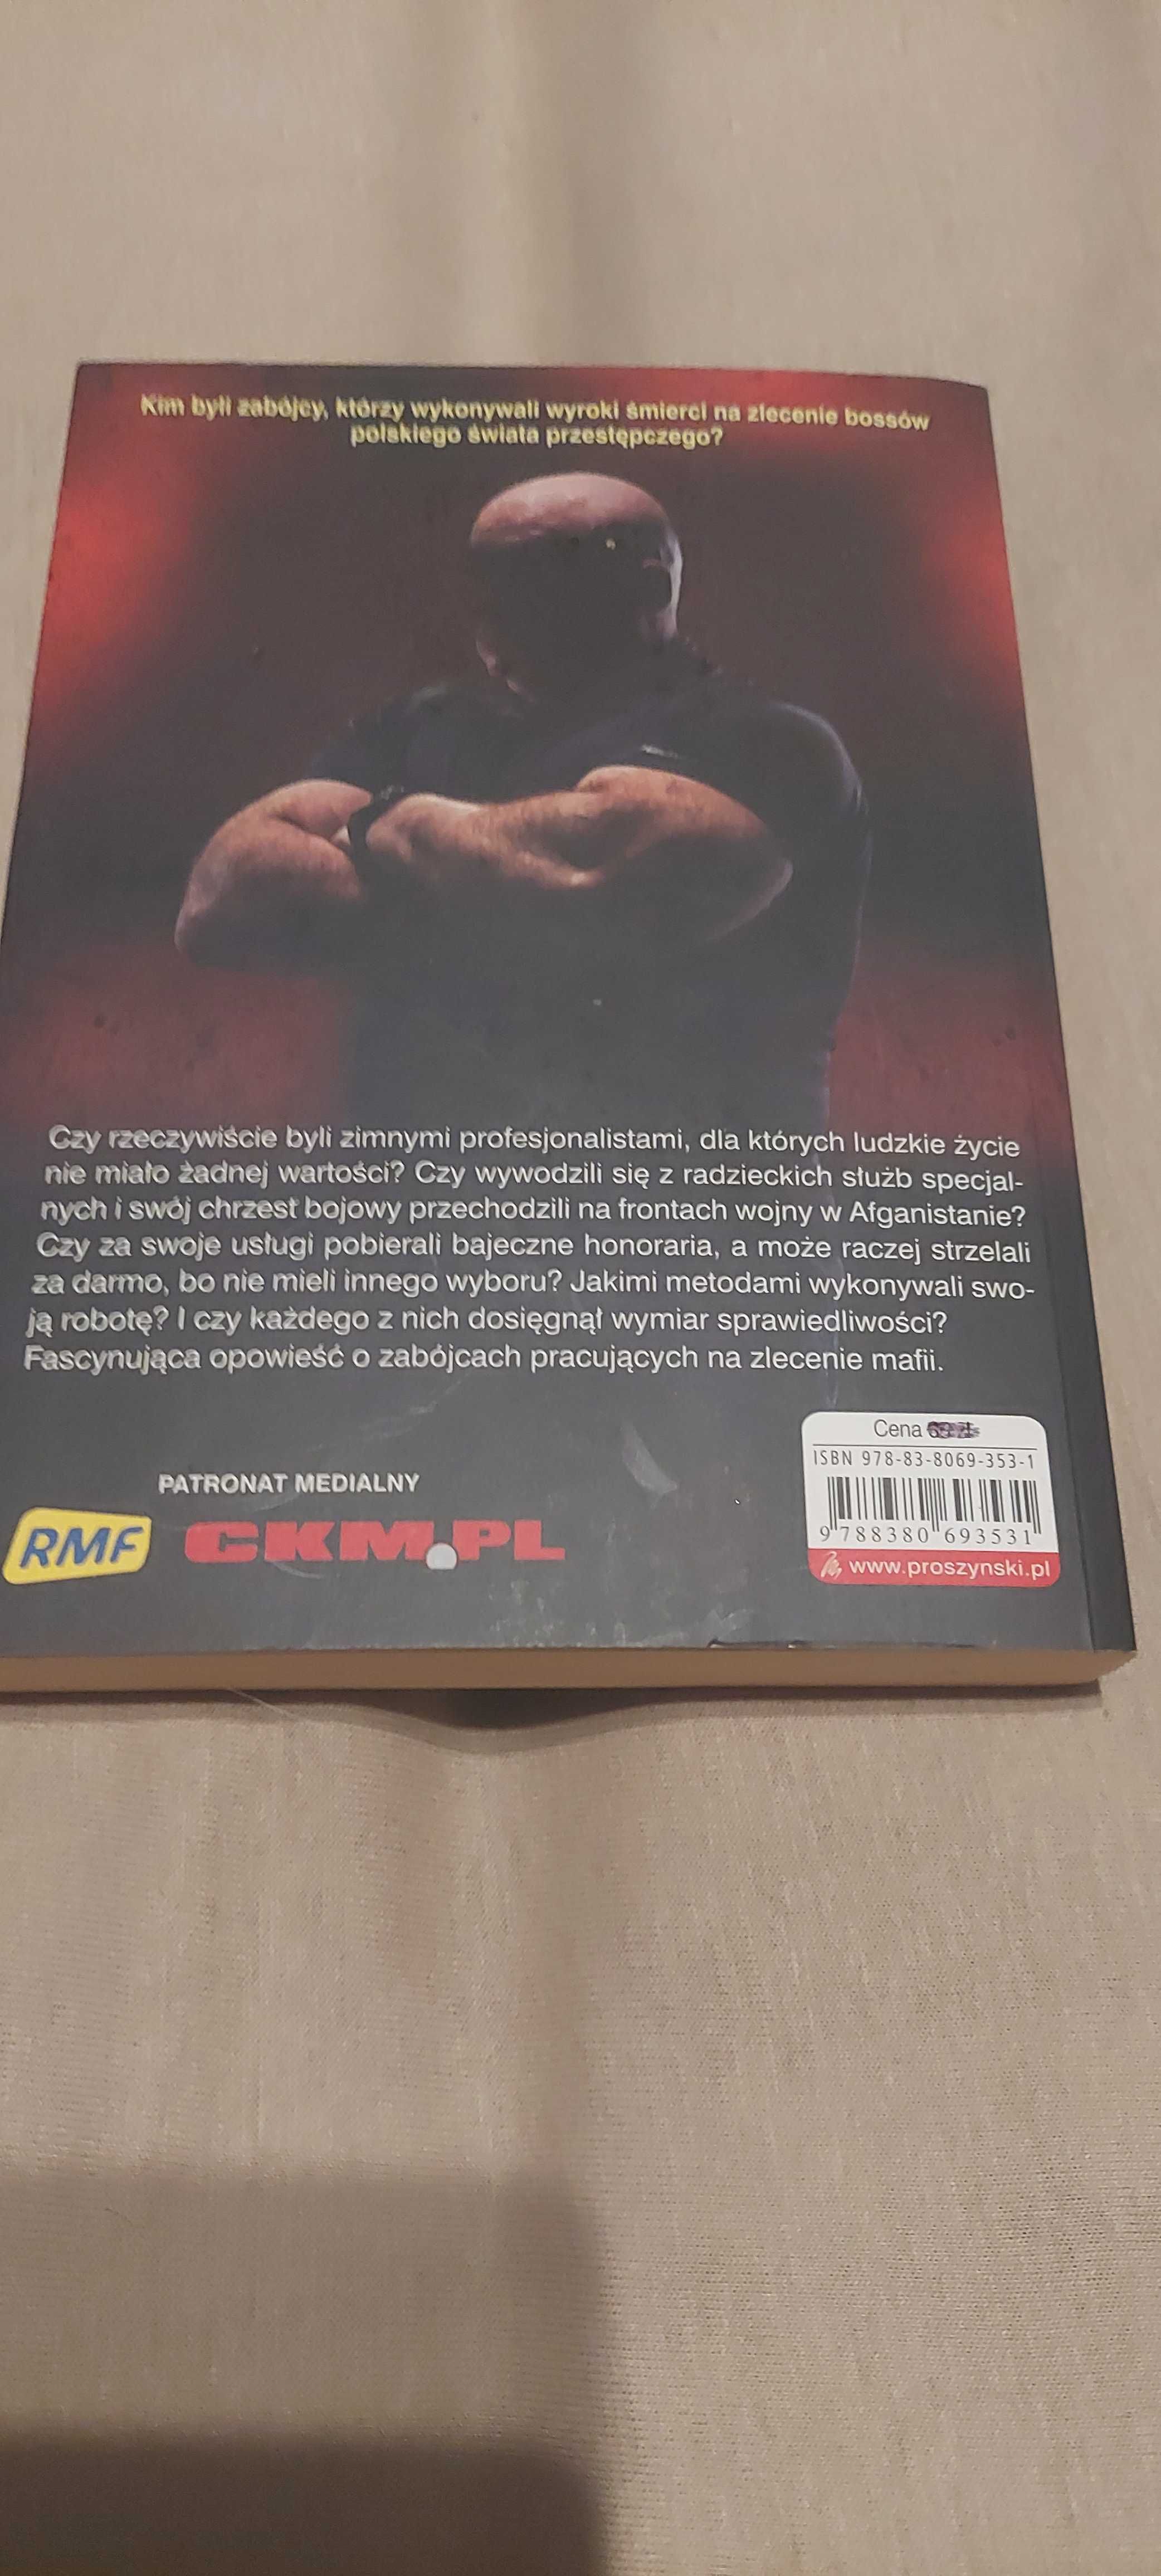 Kim byli zabójcy, którzy wykonywali wyroki śmierci na zlecenie bossów
polskiego świata przestępczego?
Czy rzeczywiście byli zimnymi profesjonalistami, dla których ludzkie życie
nie miało żadnej wartości? Czy wywodzili się z radzieckich służb specjal-
nych i swój chrzest bojowy przechodzili na frontach wojny w Afganistanie?
Czy za swoje usługi pobierali bajeczne honoraria, a może raczej strzelali
za darmo, bo nie mieli innego wyboru? Jakimi metodami wykonywali swo-
ją robotę? I czy każdego z nich dosięgnął wymiar sprawiedliwości?
Fascynująca opowieść o zabójcach pracujących na zlecenie mafii.
PATRONAT MEDIALNY
RMF
CKM.PL
Cena
ISBN 978-83-8069-353-1
9 788380 693531
www.proszynski.pl